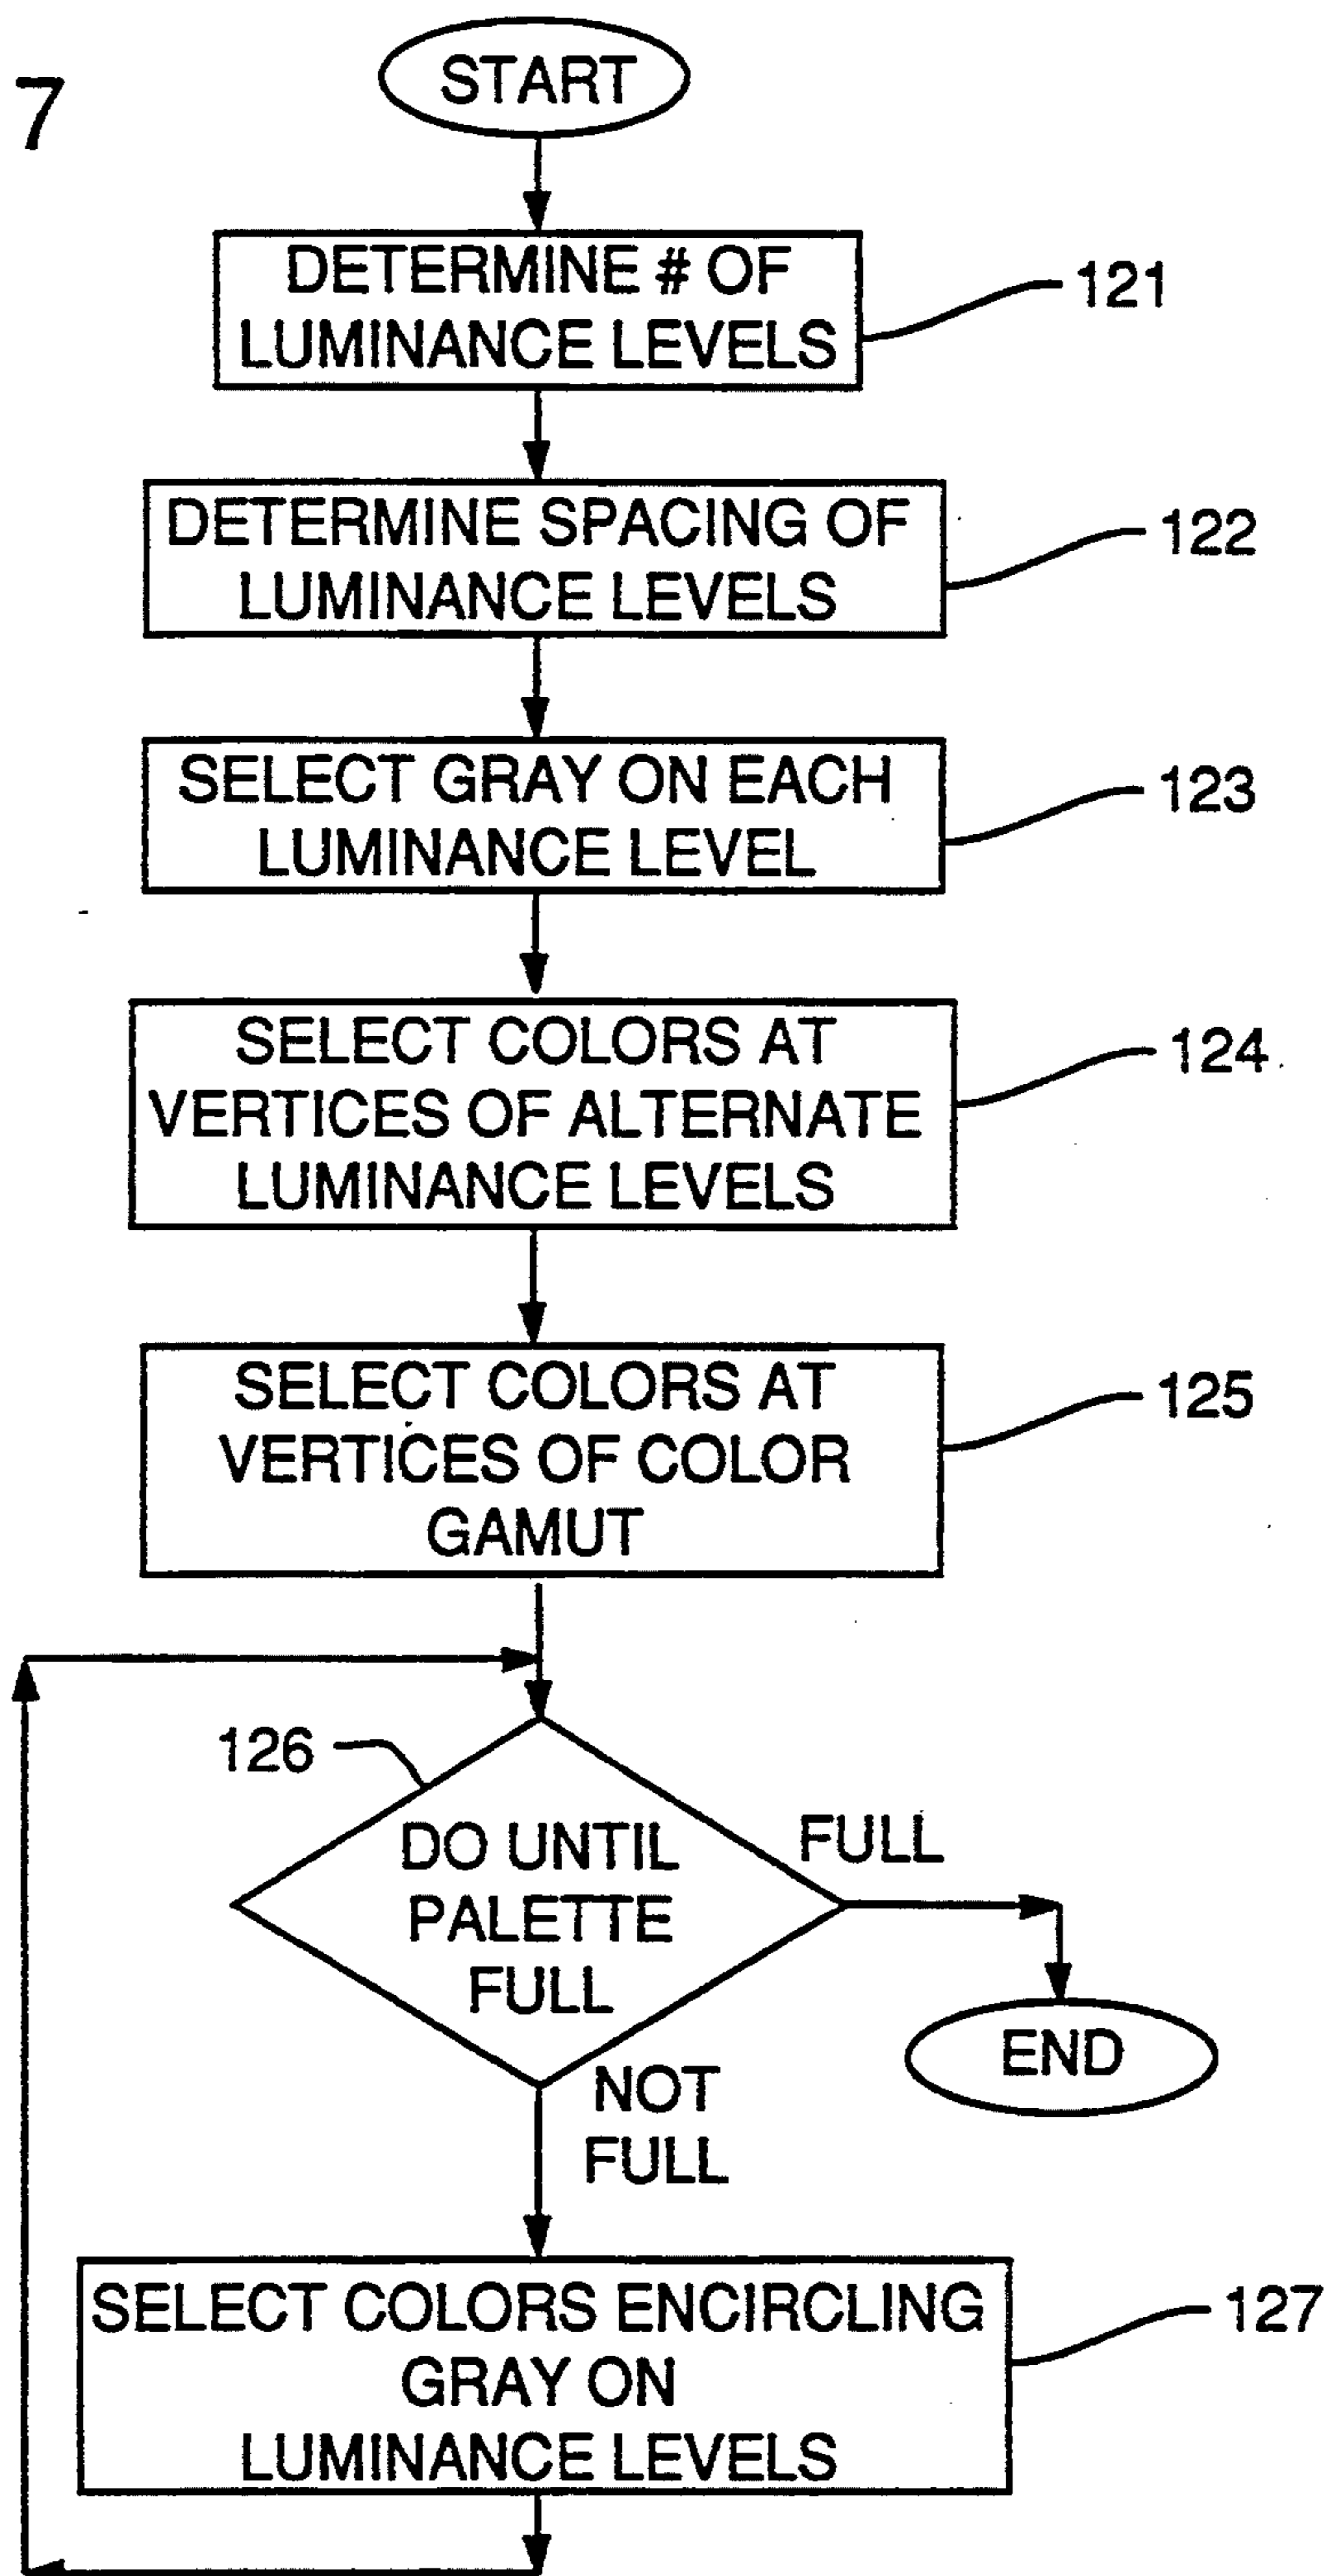 7
START
DETERMINE # OF
LUMINANCE LEVELS
121
DETERMINE SPACING OF
LUMINANCE LEVELS
122
SELECT GRAY ON EACH
LUMINANCE LEVEL
123
SELECT COLORS AT
VERTICES OF ALTERNATE
LUMINANCE LEVELS
124
SELECT COLORS AT
VERTICES OF COLOR
GAMUT
125
126
DO UNTIL
PALETTE
FULL
FULL
END
NOT
FULL
SELECT COLORS ENCIRCLING
GRAY ON
LUMINANCE LEVELS
127